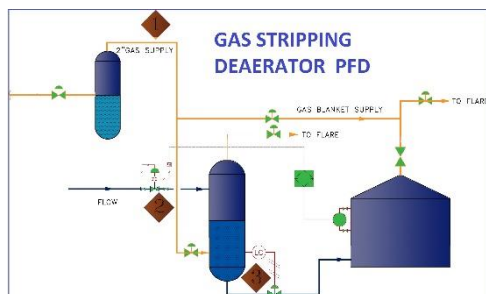 1
GAS STRIPPING
DEAERATOR PFD
2"GAS SUPPLY
GAS BLANKET SUPPLY
TO FLARE
TO FLARE
FLOW
2
LC
3